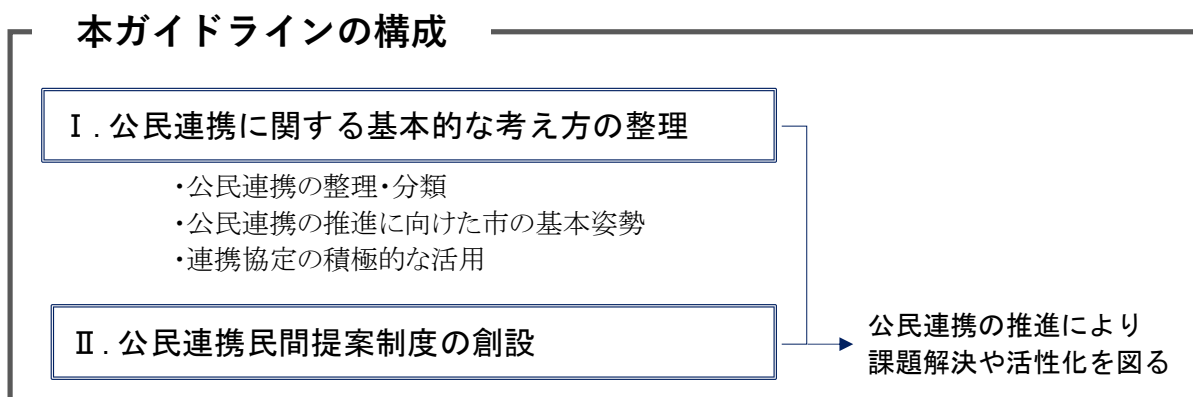 本ガイドラインの構成
Ⅰ.公民連携に関する基本的な考え方の整理
・公民連携の整理・分類
・公民連携の推進に向けた市の基本姿勢
・連携協定の積極的な活用
Ⅱ.公民連携民間提案制度の創設
公民連携の推進により
課題解決や活性化を図る